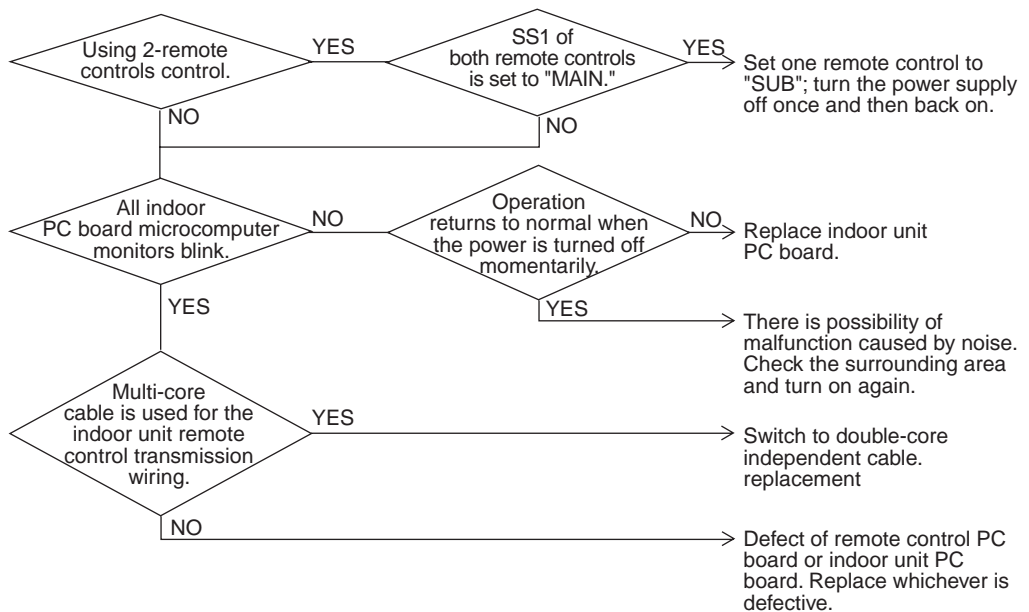 Using 2-remote
controls control.
YES
SS1 of
both remote controls
is set to "MAIN."
YES
Set one remote control to
"SUB"; turn the power supply
off once and then back on.
NO
NO
All indoor
PC board microcomputer
monitors blink.
NO
Operation
returns to normal when
the power is turned off
momentarily.
NO
Replace indoor unit
PC board.
YES
YES
There is possibility of
malfunction caused by noise.
Check the surrounding area
and turn on again.
Multi-core
cable is used for the
indoor unit remote
control transmission
wiring.
YES
Switch to double-core
independent cable.
replacement
NO
Defect of remote control PC
board or indoor unit PC
board. Replace whichever is
defective.